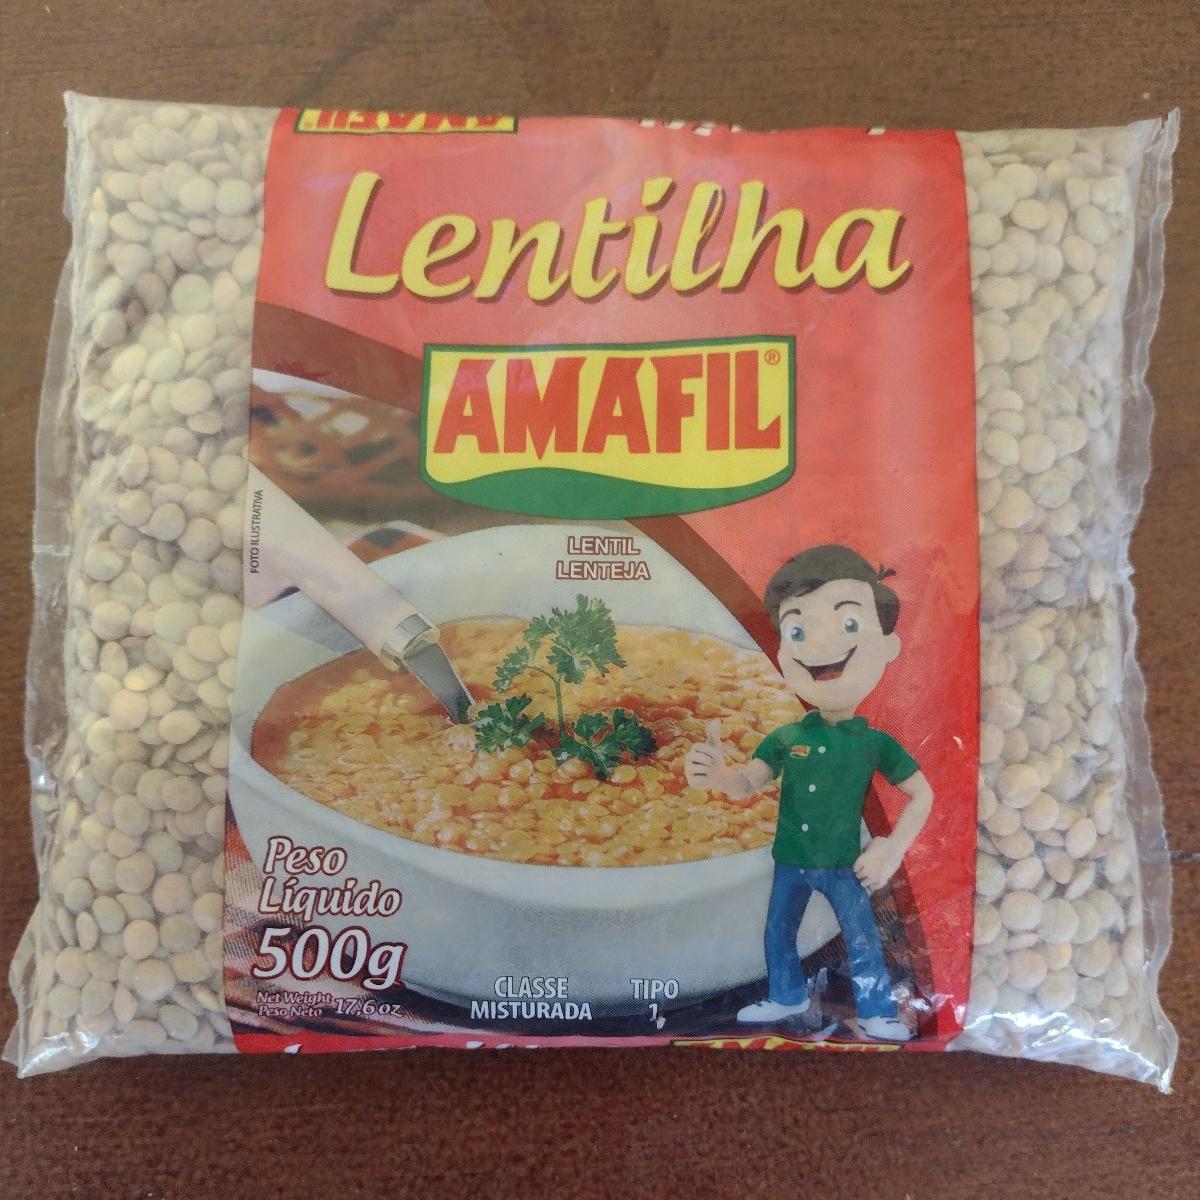 Lentilha
AMAFIL®
FOTO ILUSTRATIVA
LENTIL
LENTEJA
AMAFIL
Peso
Líquido
500g
Net Weight
Peso Neto 17,6 oz
CLASSE
MISTURADA
TIPO
1